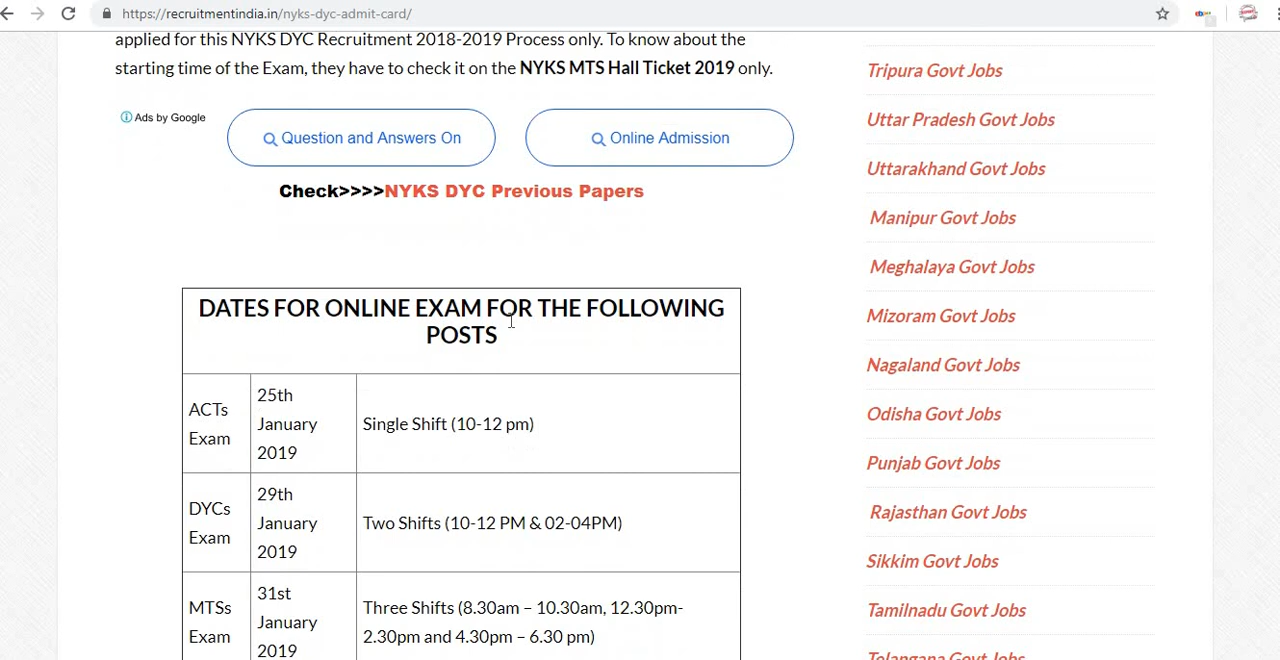 https://recruitmentindia.in/nyks-dyc-admit-card/
applied for this NYKS DYC Recruitment 2018-2019 Process only. To know about the
starting time of the Exam, they have to check it on the NYKS MTS Hall Ticket 2019 only.
Ads by Google
Question and Answers On
Online Admission
Check>>>>NYKS DYC Previous Papers
DATES FOR ONLINE EXAM FOR THE FOLLOWING
POSTS
ACTs
Exam
25th
January
2019
Single Shift (10-12 pm)
DYCs
Exam
29th
January
2019
Two Shifts (10-12 PM & 02-04PM)
MTSs
Exam
31st
January
2019
Three Shifts (8.30am – 10.30am, 12.30pm-
2.30pm and 4.30pm – 6.30 pm)
Tripura Govt Jobs
Uttar Pradesh Govt Jobs
Uttarakhand Govt Jobs
Manipur Govt Jobs
Meghalaya Govt Jobs
Mizoram Govt Jobs
Nagaland Govt Jobs
Odisha Govt Jobs
Punjab Govt Jobs
Rajasthan Govt Jobs
Sikkim Govt Jobs
Tamilnadu Govt Jobs
Telangana Govt Jobs